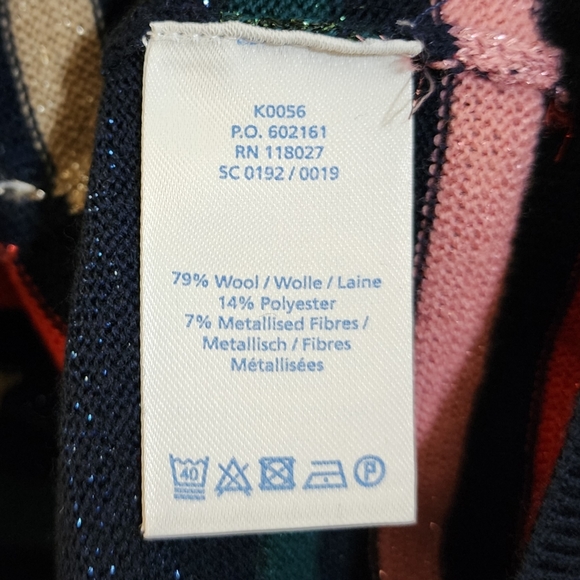 K0056
P.O. 602161
RN 118027
SC 0192 / 0019
79% Wool / Wolle / Laine
14% Polyester
7% Metallised Fibres /
Metallisch / Fibres
Métallisées
40 P